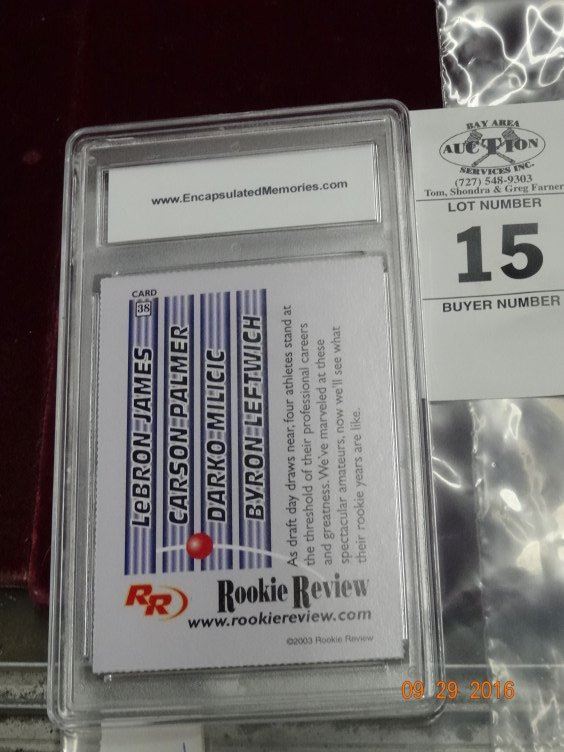 www.EncapsulatedMemories.com
CARD
38
LeBRON JAMES
CARSON PALMER
DARKO MILICIC
BYRON LEFTWICH
As draft day draws near, four athletes stand at
the threshold of their professional careers
and greatness. We've marveled at these
spectacular amateurs, now we'll see what
their rookie years are like.
RR
Rookie Review
www.rookiereview.com
©2003 Rookie Review
BAY AREA
AUCTION
SERVICES INC.
(727) 548-9303
Tom, Shondra & Greg Farner
LOT NUMBER
15
BUYER NUMBER
09 29 2016